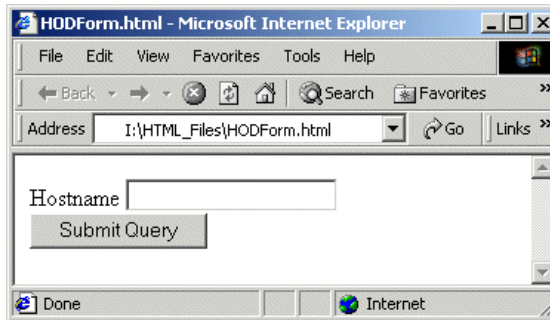 HODForm.html - Microsoft Internet Explorer
File Edit View Favorites Tools Help
Back Search Favorites »
Address I:\HTML_Files\HODForm.html Go Links »
Hostname
Submit Query
Done Internet